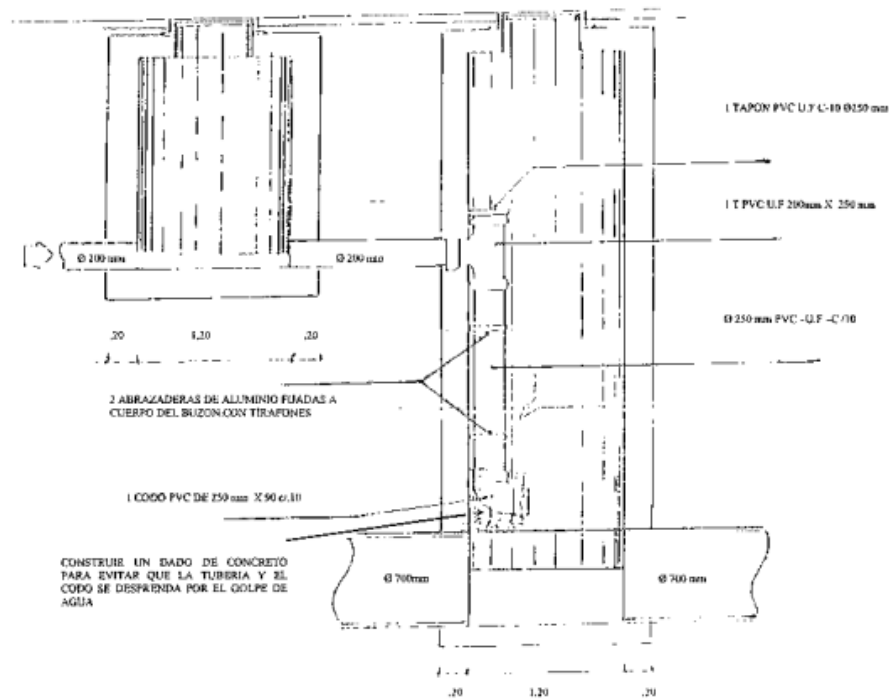 1 TAPON PVC U.F C-10 Ø250 mm
1 T PVC U.F 200mm X 250 mm
Ø 200 mm
Ø 200 mm
Ø 250 mm PVC -U.F -C/10
.20
1,20
.20
2 ABRAZADERAS DE ALUMINIO FIJADAS A
CUERPO DEL BUZON CON TIRAFONES
1 CODO PVC DE 250 mm X 90 c/.10
CONSTRUIR UN DADO DE CONCRETO
PARA EVITAR QUE LA TUBERIA Y EL
CODO SE DESPRENDA POR EL GOLPE DE
AGUA
Ø 700mm
Ø 700 mm
.20
1.20
.20